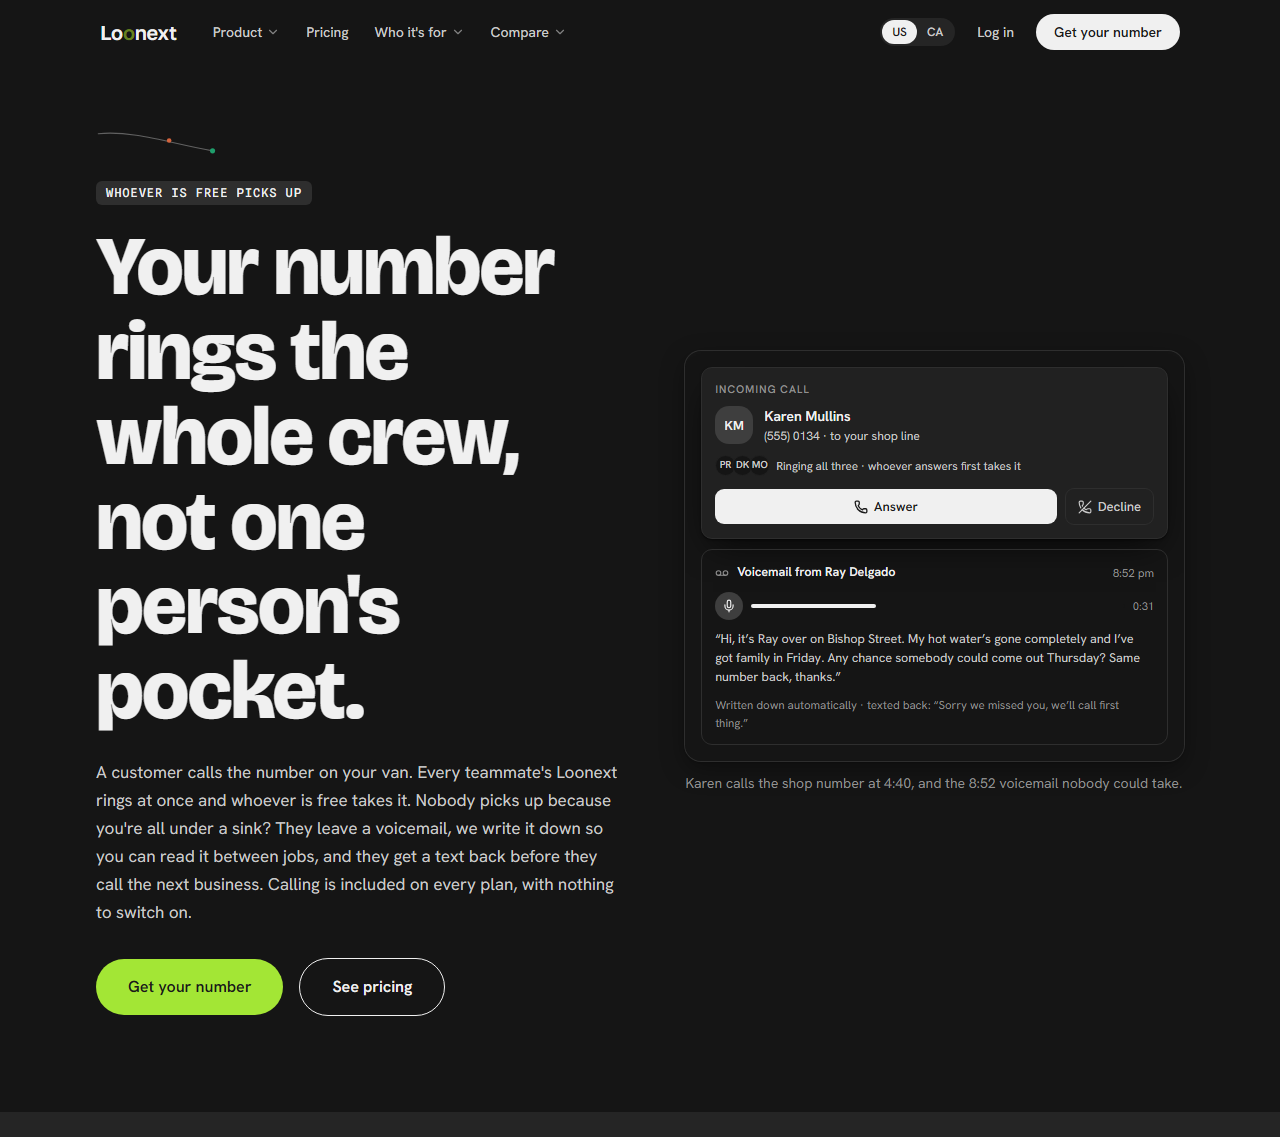 Loonext
Product
Pricing
Who it's for
Compare
US
CA
Log in
Get your number
WHOEVER IS FREE PICKS UP
Your number
rings the
whole crew,
not one
person's
pocket.
A customer calls the number on your van. Every teammate's Loonext
rings at once and whoever is free takes it. Nobody picks up because
you're all under a sink? They leave a voicemail, we write it down so
you can read it between jobs, and they get a text back before they
call the next business. Calling is included on every plan, with nothing
to switch on.
Get your number
See pricing
INCOMING CALL
KM
Karen Mullins
(555) 0134 · to your shop line
PR DK MO Ringing all three · whoever answers first takes it
Answer
Decline
Voicemail from Ray Delgado
8:52 pm
0:31
“Hi, it’s Ray over on Bishop Street. My hot water’s gone completely and I’ve
got family in Friday. Any chance somebody could come out Thursday? Same
number back, thanks.”
Written down automatically · texted back: “Sorry we missed you, we’ll call first
thing.”
Karen calls the shop number at 4:40, and the 8:52 voicemail nobody could take.